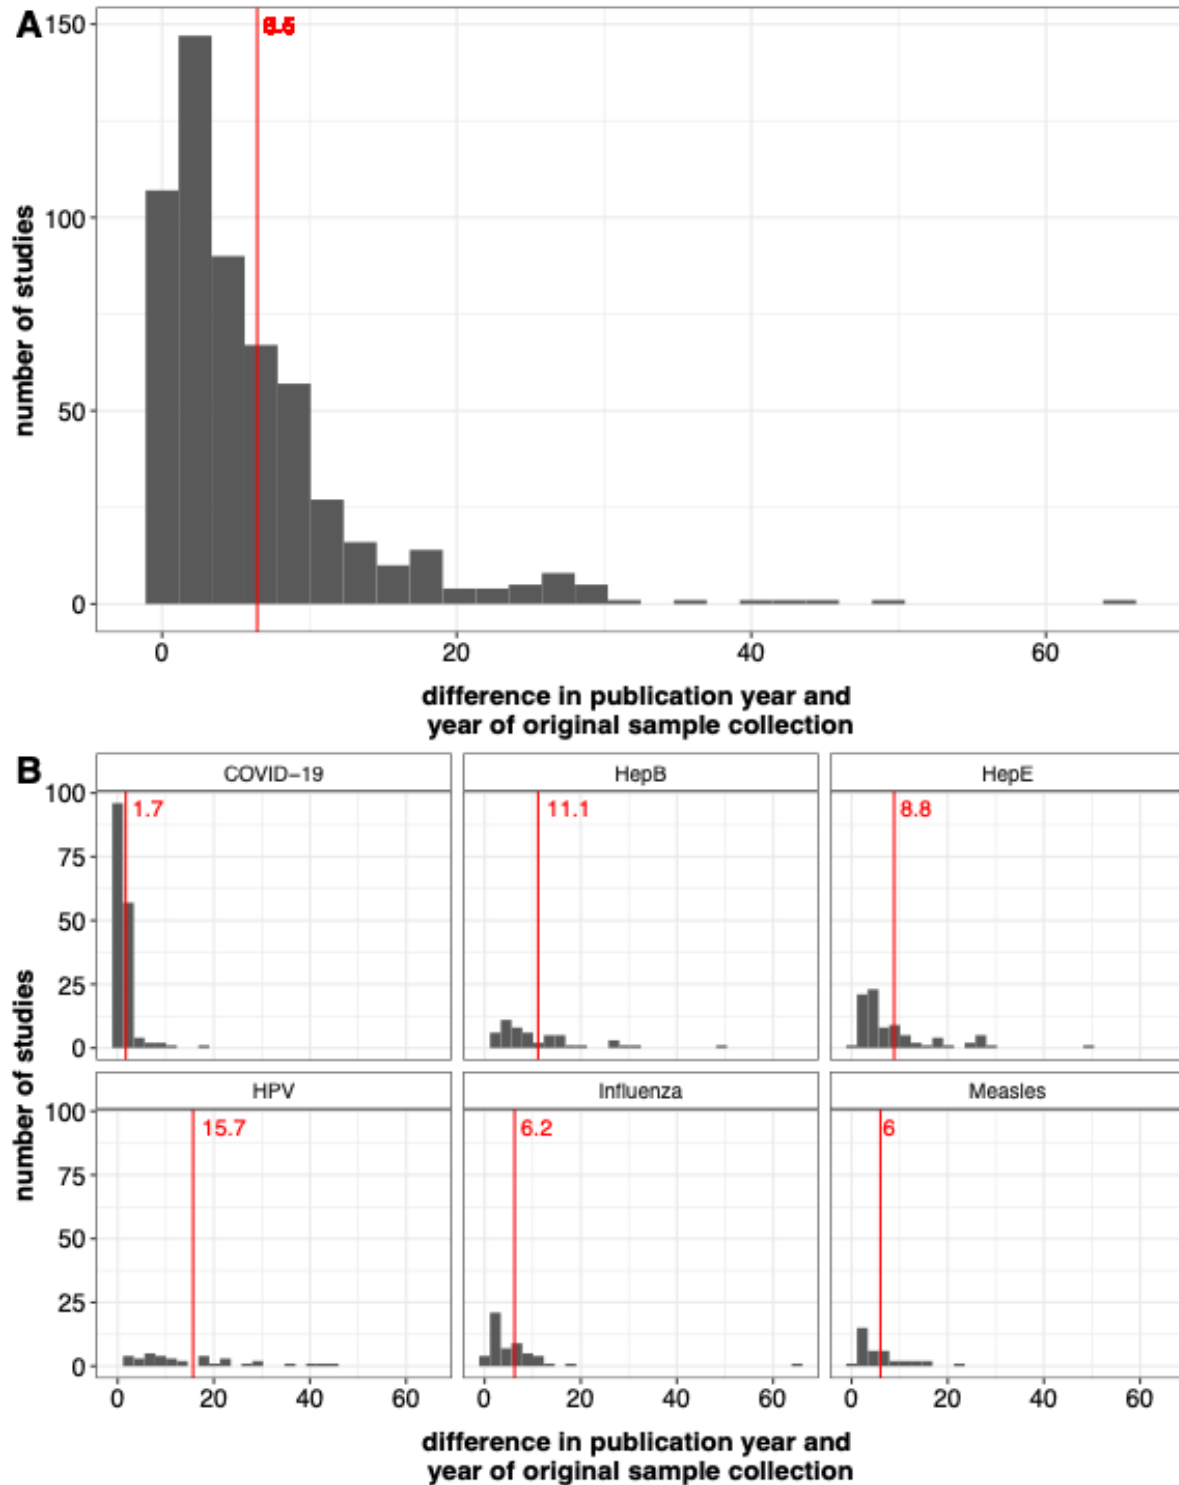 A
150
100
50
0
number of studies
0 20 40 60
difference in publication year and
year of original sample collection
B
COVID−19 HepB HepE
100
75
50
25
0
1.7 11.1 8.8
number of studies
HPV Influenza Measles
100
75
50
25
0
15.7 6.2 6
0 20 40 60 0 20 40 60 0 20 40 60
difference in publication year and
year of original sample collection